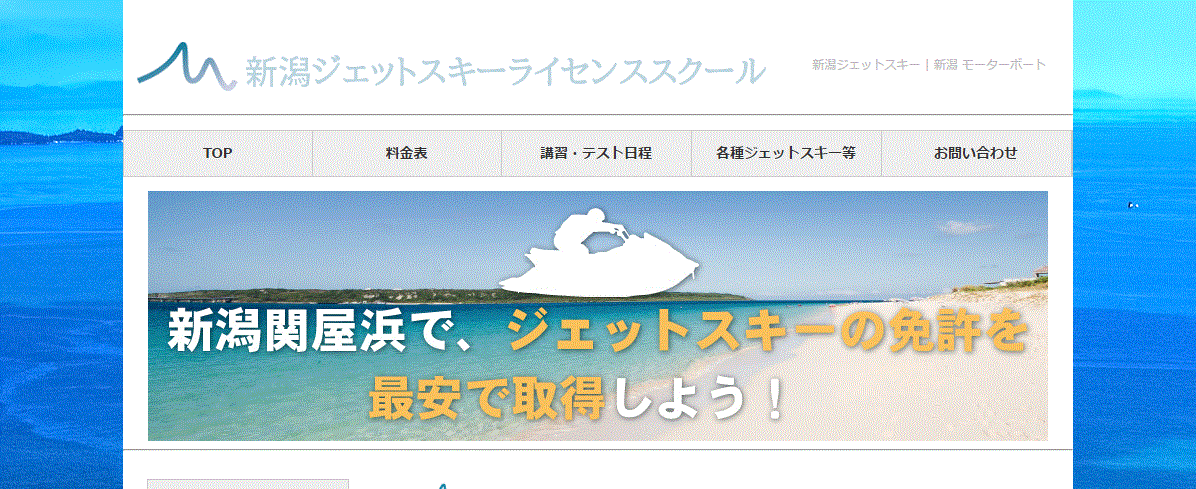 新潟ジェットスキーライセンススクール
新潟ジェットスキー | 新潟 モーターボート
TOP
料金表
講習・テスト日程
各種ジェットスキー等
お問い合わせ
新潟関屋浜で、ジェットスキーの免許を
最安で取得しよう！